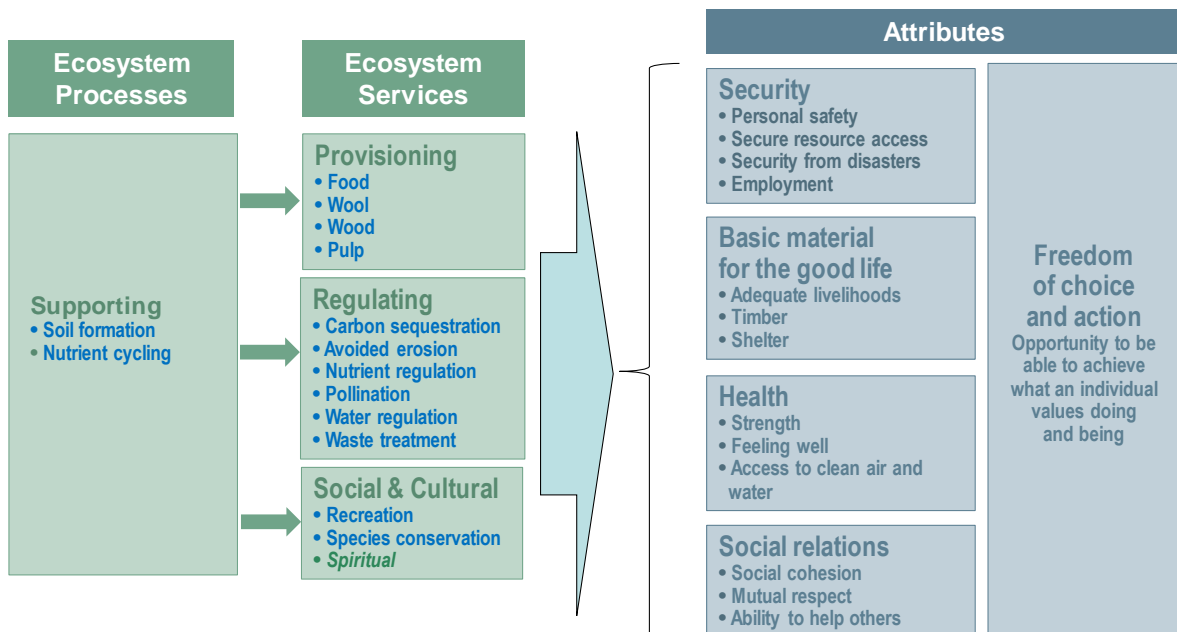 Ecosystem
Processes
Supporting
• Soil formation
• Nutrient cycling
Ecosystem
Services
Provisioning
• Food
• Wool
• Wood
• Pulp
Regulating
• Carbon sequestration
• Avoided erosion
• Nutrient regulation
• Pollination
• Water regulation
• Waste treatment
Social & Cultural
• Recreation
• Species conservation
• Spiritual
Attributes
Security
• Personal safety
• Secure resource access
• Security from disasters
• Employment
Basic material
for the good life
• Adequate livelihoods
• Timber
• Shelter
Health
• Strength
• Feeling well
• Access to clean air and
water
Social relations
• Social cohesion
• Mutual respect
• Ability to help others
Freedom
of choice
and action
Opportunity to be
able to achieve
what an individual
values doing
and being